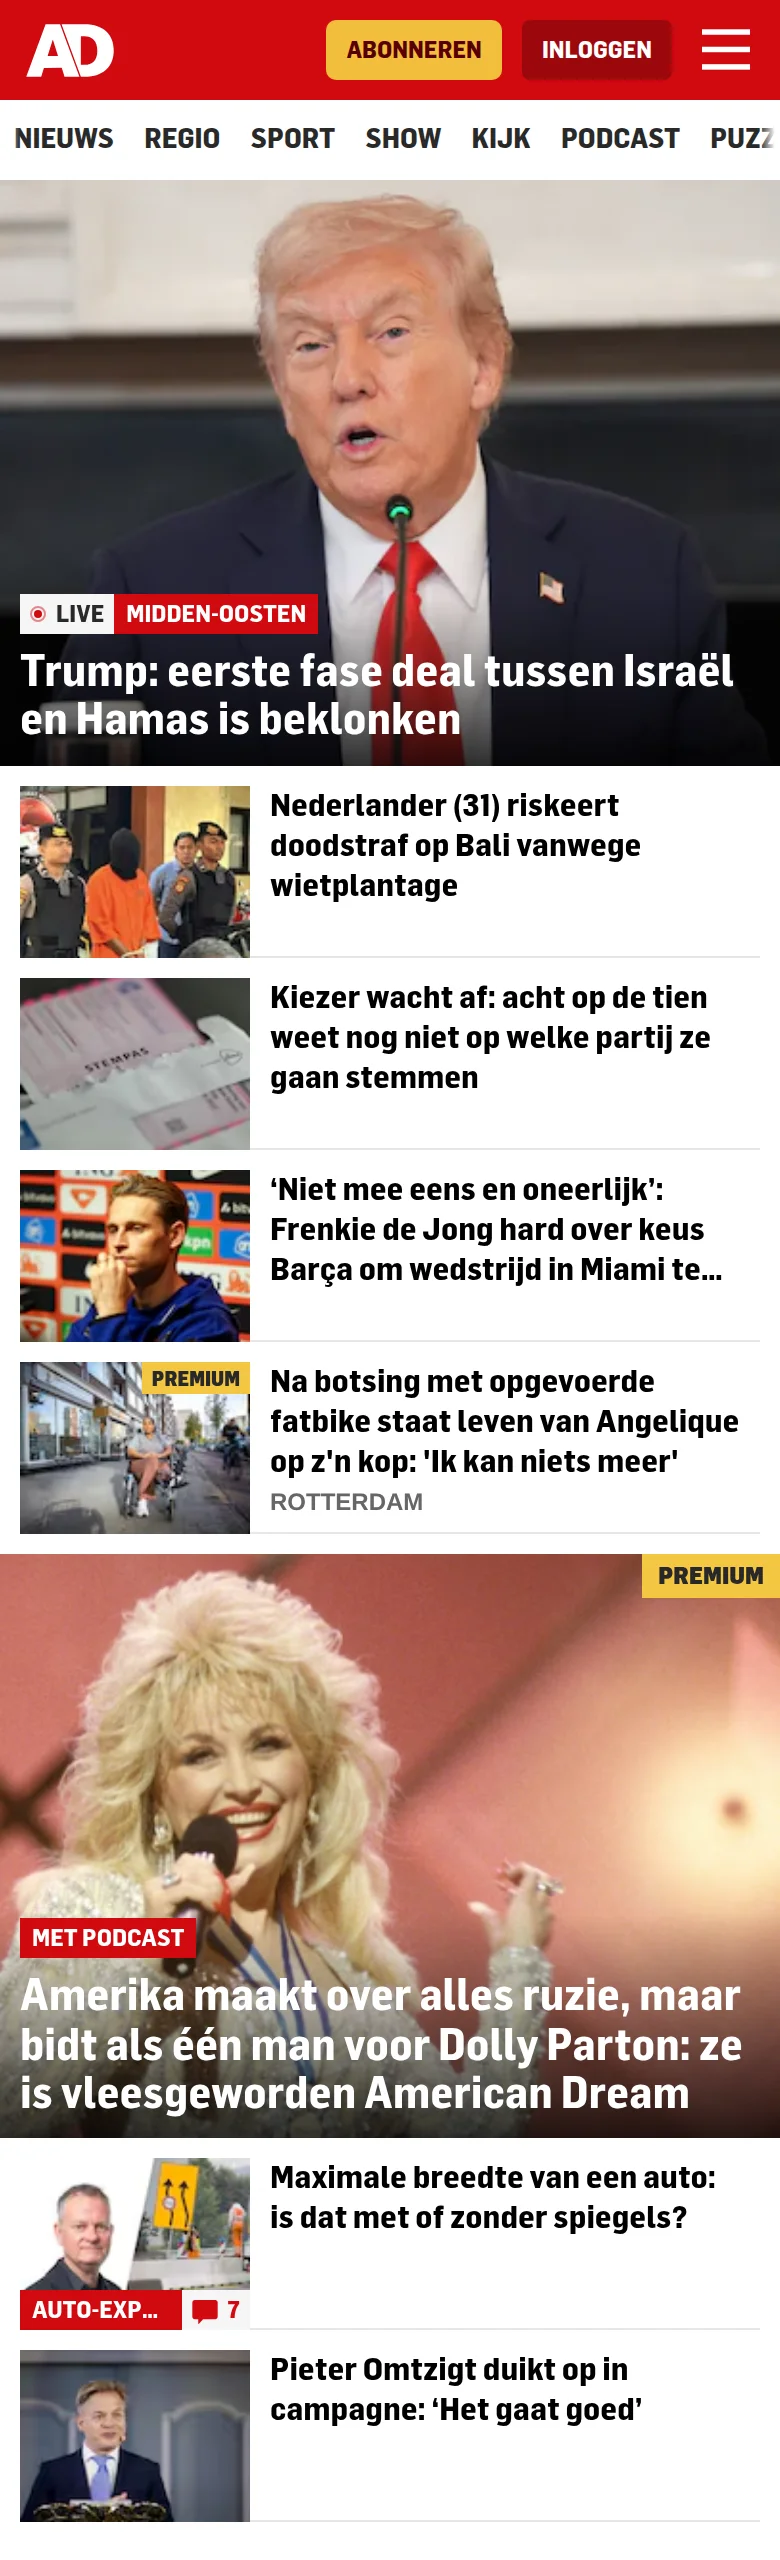 AD
ABONNEREN
INLOGGEN
NIEUWS REGIO SPORT SHOW KIJK PODCAST PUZZ
LIVE MIDDEN-OOSTEN
Trump: eerste fase deal tussen Israël
en Hamas is beklonken
Nederlander (31) riskeert
doodstraf op Bali vanwege
wietplantage
STEMPAS
Kiezer wacht af: acht op de tien
weet nog niet op welke partij ze
gaan stemmen
kpn
‘Niet mee eens en oneerlijk’:
Frenkie de Jong hard over keus
Barça om wedstrijd in Miami te...
PREMIUM
Na botsing met opgevoerde
fatbike staat leven van Angelique
op z'n kop: 'Ik kan niets meer'
ROTTERDAM
PREMIUM
MET PODCAST
Amerika maakt over alles ruzie, maar
bidt als één man voor Dolly Parton: ze
is vleesgeworden American Dream
Maximale breedte van een auto:
is dat met of zonder spiegels?
AUTO-EXP...
7
Pieter Omtzigt duikt op in
campagne: ‘Het gaat goed’